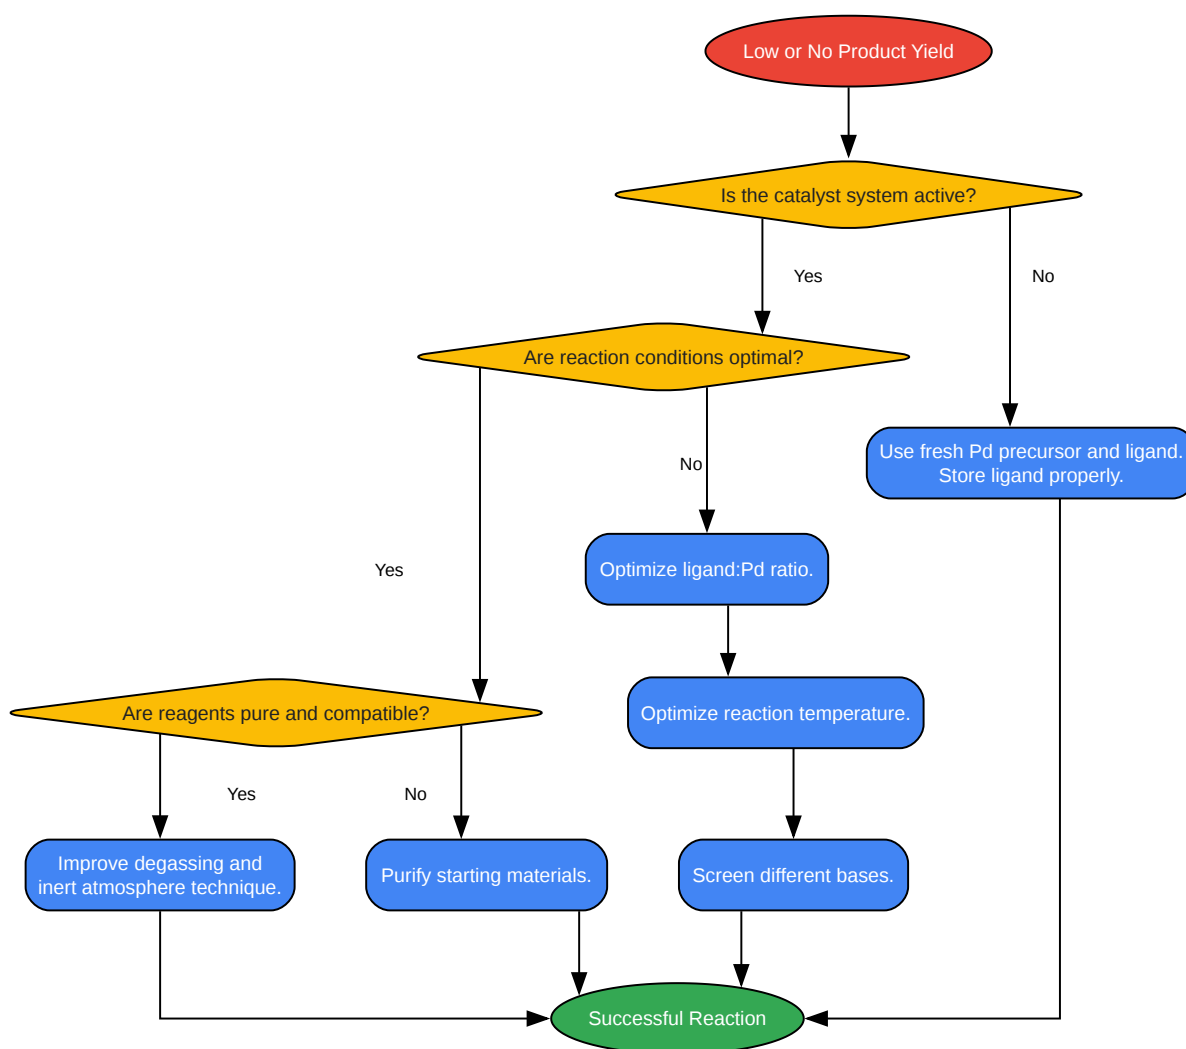 Low or No Product Yield
Is the catalyst system active?
Yes
No
Are reaction conditions optimal?
Use fresh Pd precursor and ligand.
Store ligand properly.
No
Yes
Optimize ligand:Pd ratio.
Are reagents pure and compatible?
Optimize reaction temperature.
Yes
No
Improve degassing and
inert atmosphere technique.
Purify starting materials.
Screen different bases.
Successful Reaction